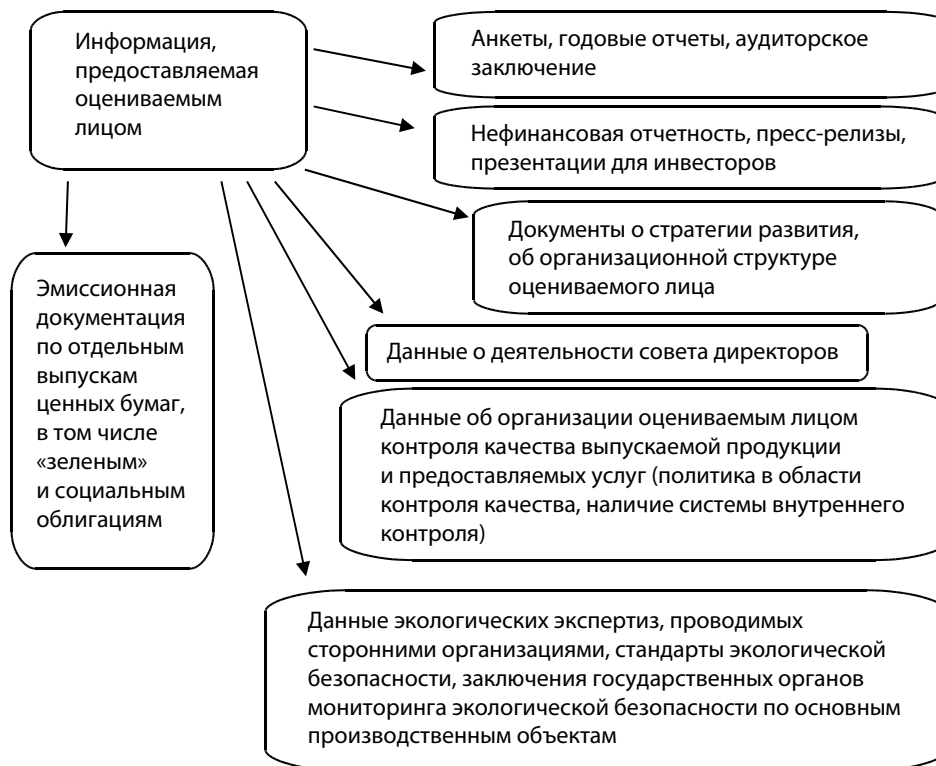 Информация,
предоставляемая
оцениваемым
лицом
Анкеты, годовые отчеты, аудиторское
заключение
Нефинансовая отчетность, пресс-релизы,
презентации для инвесторов
Документы о стратегии развития,
об организационной структуре
оцениваемого лица
Эмиссионная
документация
по отдельным
выпускам
ценных бумаг,
в том числе
«зеленым»
и социальным
облигациям
Данные о деятельности совета директоров
Данные об организации оцениваемым лицом
контроля качества выпускаемой продукции
и предоставляемых услуг (политика в области
контроля качества, наличие системы внутреннего
контроля)
Данные экологических экспертиз, проводимых
сторонними организациями, стандарты экологической
безопасности, заключения государственных органов
мониторинга экологической безопасности по основным
производственным объектам